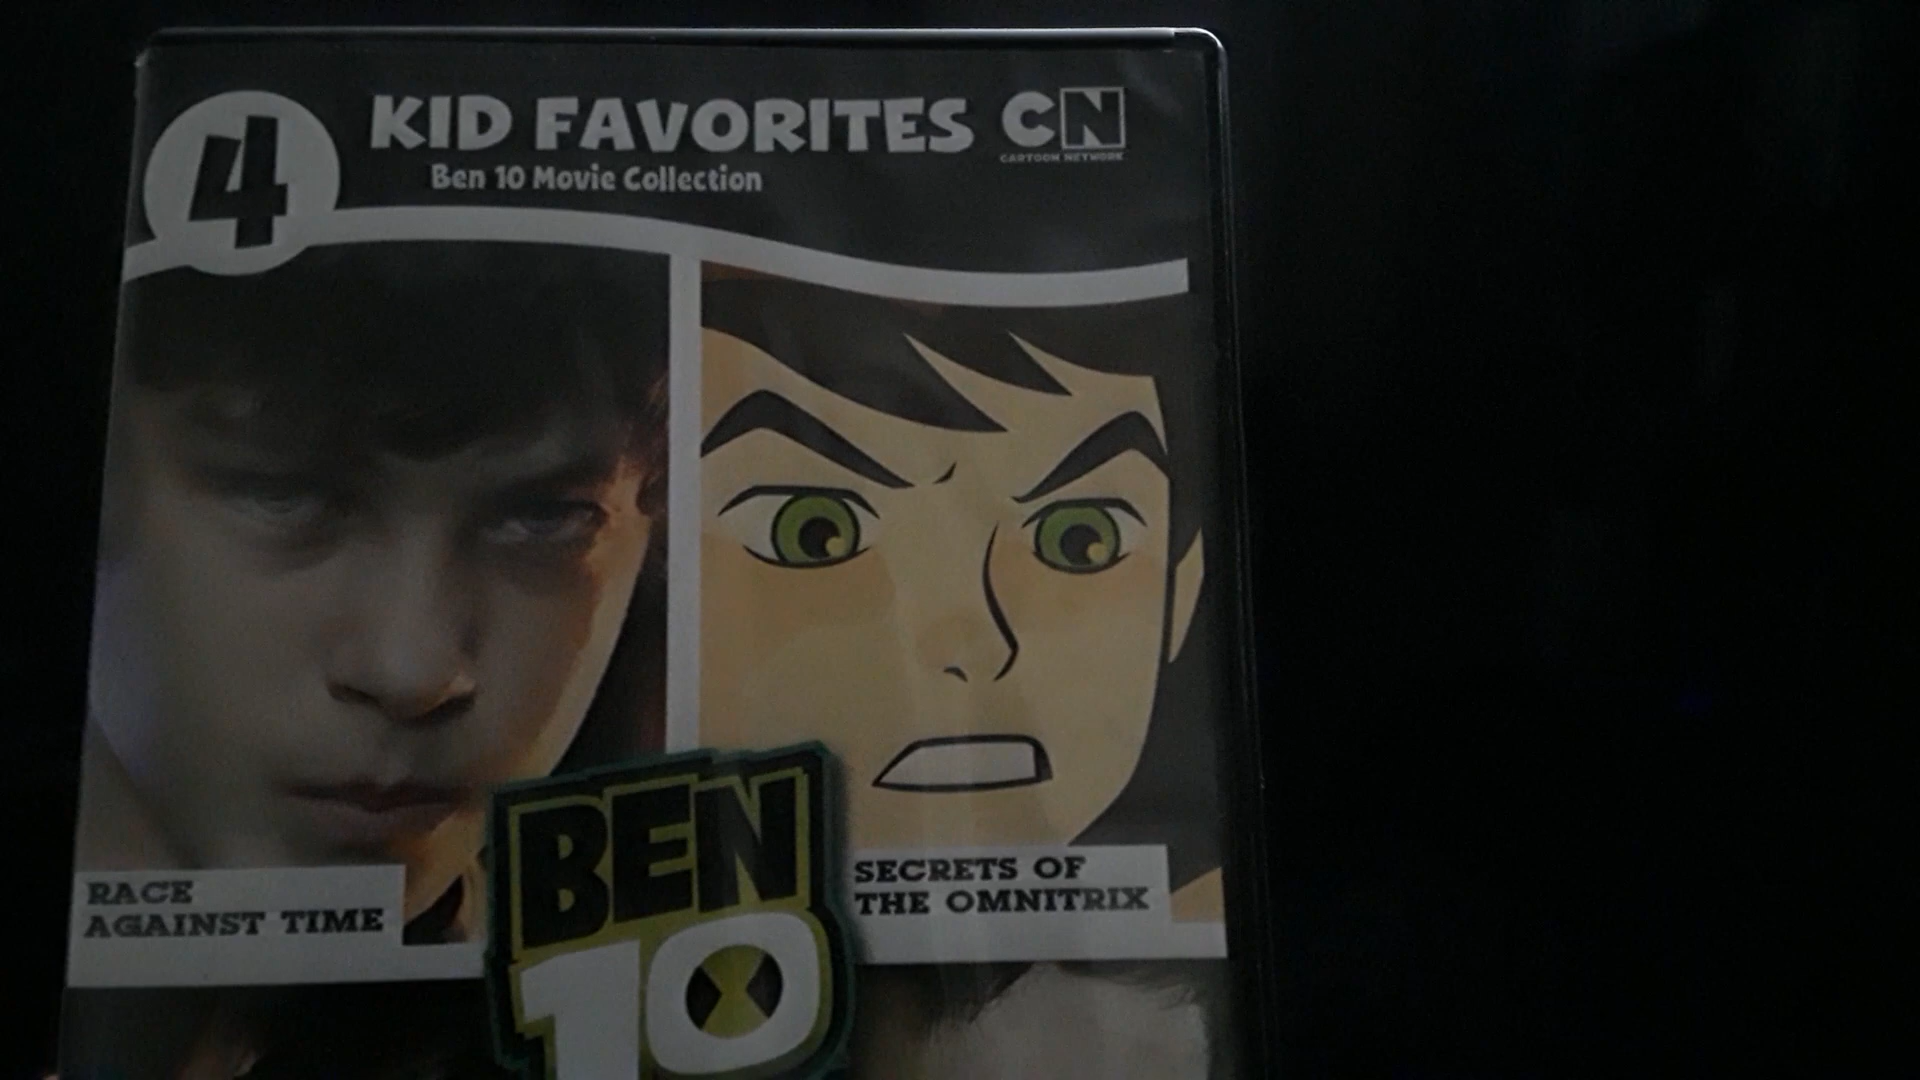 4
KID FAVORITES
CN
CARTOON NETWORK
Ben 10 Movie Collection
RACE
AGAINST TIME
SECRETS OF
THE OMNITRIX
BEN
10